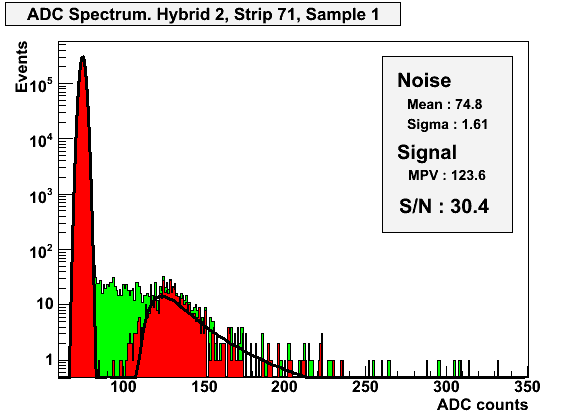 ADC Spectrum. Hybrid 2, Strip 71, Sample 1
Events
10^5
10^4
10^3
10^2
10
1
Noise
Mean : 74.8
Sigma : 1.61
Signal
MPV : 123.6
S/N : 30.4
100 150 200 250 300 350
ADC counts